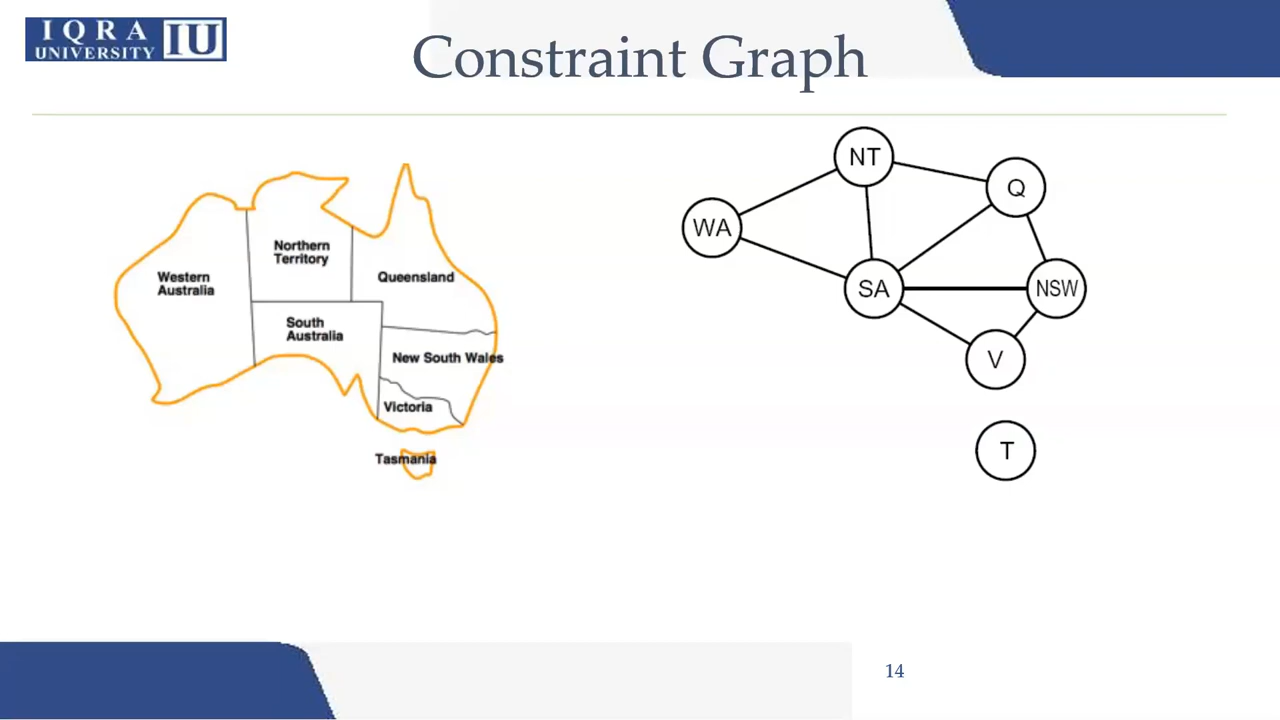 IQRA
UNIVERSITY IU
Constraint Graph
Northern
Territory
Western
Australia
Queensland
South
Australia
New South Wales
Victoria
Tasmania
NT
Q
WA
SA
NSW
V
T
14